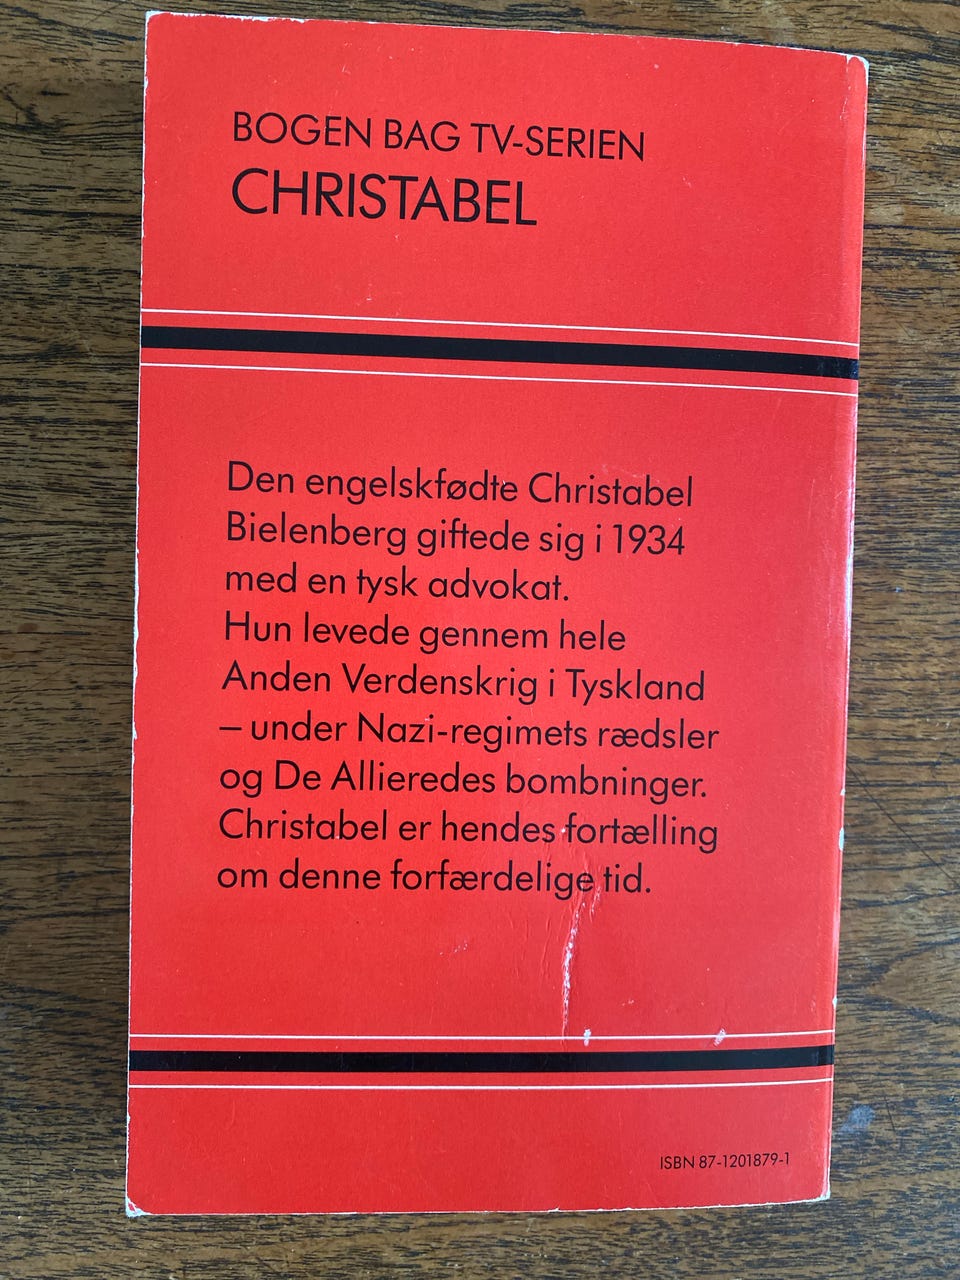 BOGEN BAG TV-SERIEN
CHRISTABEL
Den engelskfødte Christabel
Bielenberg giftede sig i 1934
med en tysk advokat.
Hun levede gennem hele
Anden Verdenskrig i Tyskland
– under Nazi-regimets rædsler
og De Allieredes bombninger.
Christabel er hendes fortælling
om denne forfærdelige tid.
ISBN 87-1201879-1